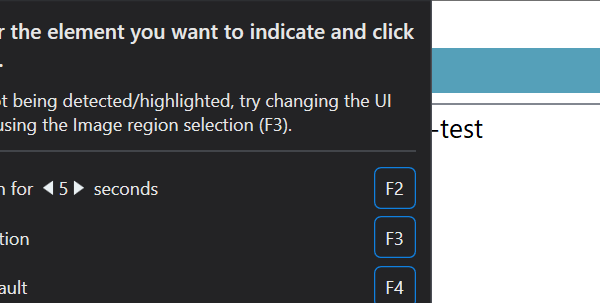 r the element you want to indicate and click
.
t being detected/highlighted, try changing the UI
using the Image region selection (F3).
n for 5 seconds F2
tion F3
ault F4
-test